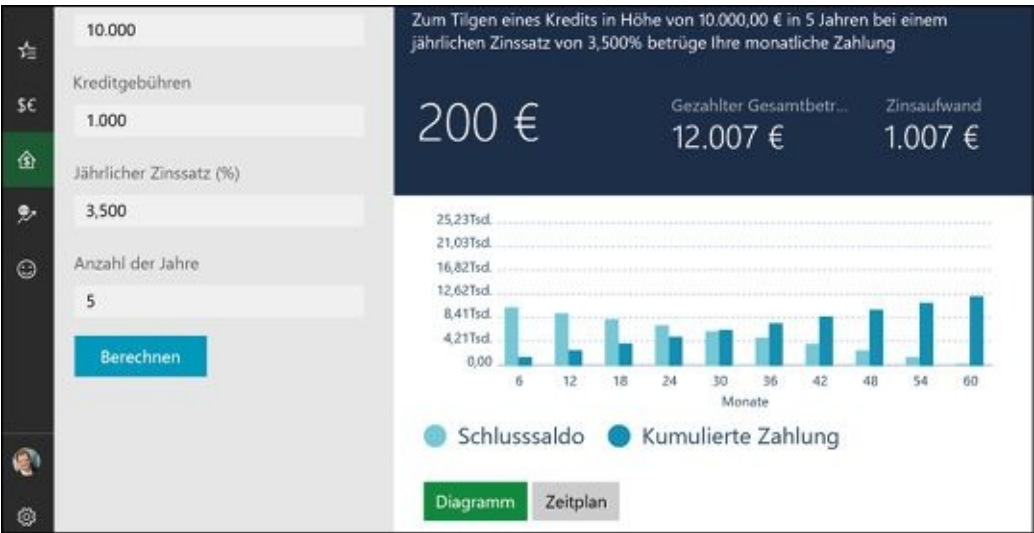 10.000
Kreditgebühren
1.000
Jährlicher Zinssatz (%)
3,500
Anzahl der Jahre
5
Berechnen
$€
Zum Tilgen eines Kredits in Höhe von 10.000,00 € in 5 Jahren bei einem
jährlichen Zinssatz von 3,500% betrüge Ihre monatliche Zahlung
200 €
Gezahlter Gesamtbetr...
12.007 €
Zinsaufwand
1.007 €
25,23Tsd.
21,03Tsd.
16,82Tsd.
12,62Tsd.
8,41Tsd.
4,21Tsd.
0,00
6 12 18 24 30 36 42 48 54 60
Monate
Schlusssaldo Kumulierte Zahlung
Diagramm Zeitplan